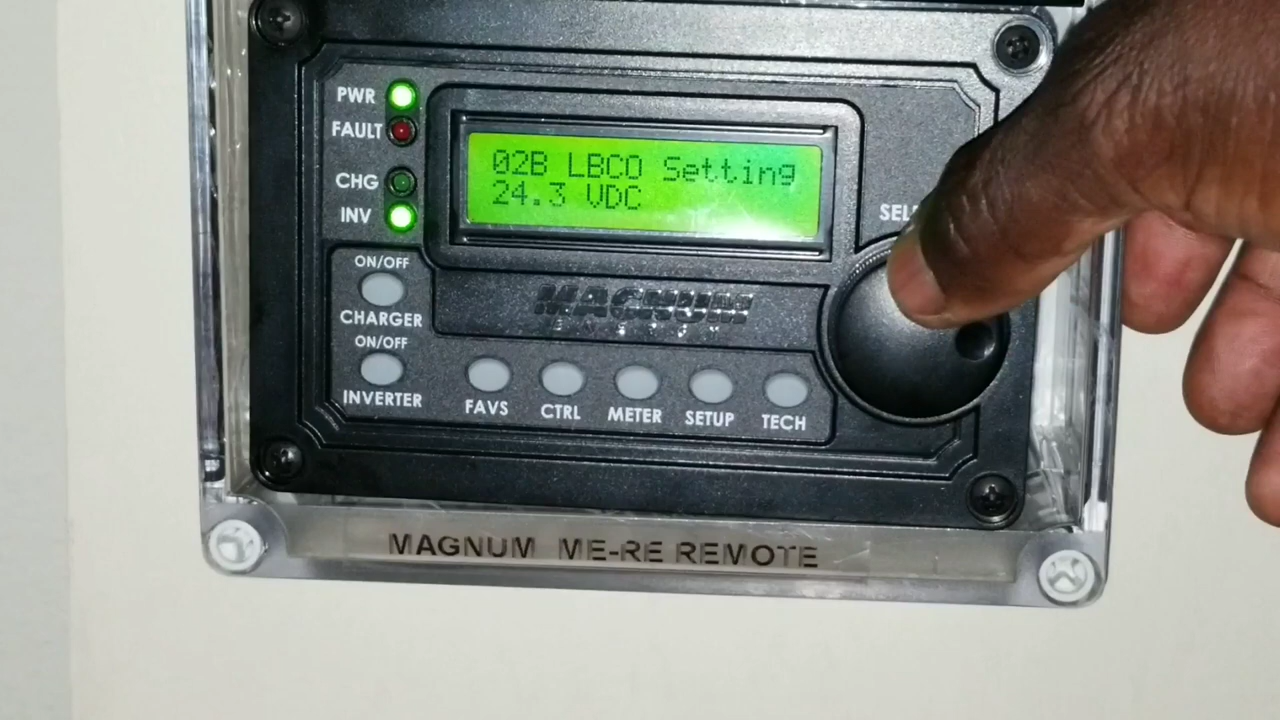 PWR
FAULT
CHG
INV
02B LBCO Setting
24.3 VDC
ON/OFF
CHARGER
ON/OFF
INVERTER
MAGNUM
ENERGY
FAVS
CTRL
METER
SETUP
TECH
MAGNUM ME-RE REMOTE